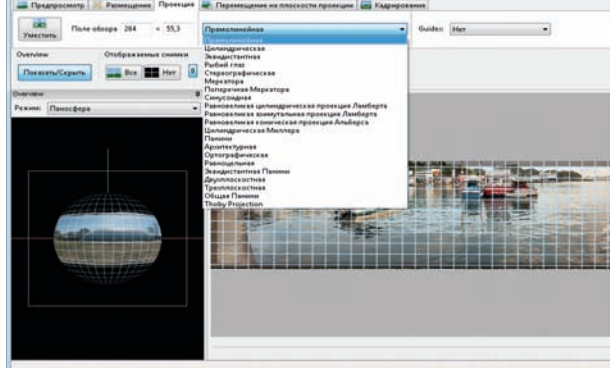 Предпросмотр Размещение Проекция Перемещение на плоскости проекции Кадрирование
Уместить Поле обзора 284 × 55,3 Прямолинейная Guides: Нет
Overview Отображаемые снимки
Показать/Скрыть Все Нет 0
Прямолинейная
Цилиндрическая
Эквидистантная
Рыбий глаз
Стереографическая
Меркатора
Поперечная Меркатора
Синусоидная
Равновеликая цилиндрическая проекция Ламберта
Равновеликая азимутальная проекция Ламберта
Равновеликая коническая проекция Альберса
Цилиндрическая Миллера
Панини
Архитектурная
Ортографическая
Равноцельная
Эквидистантная Панини
Двухплоскостная
Трехплоскостная
Общая Панини
Thoby Projection
Overview
Режим: Паносфера